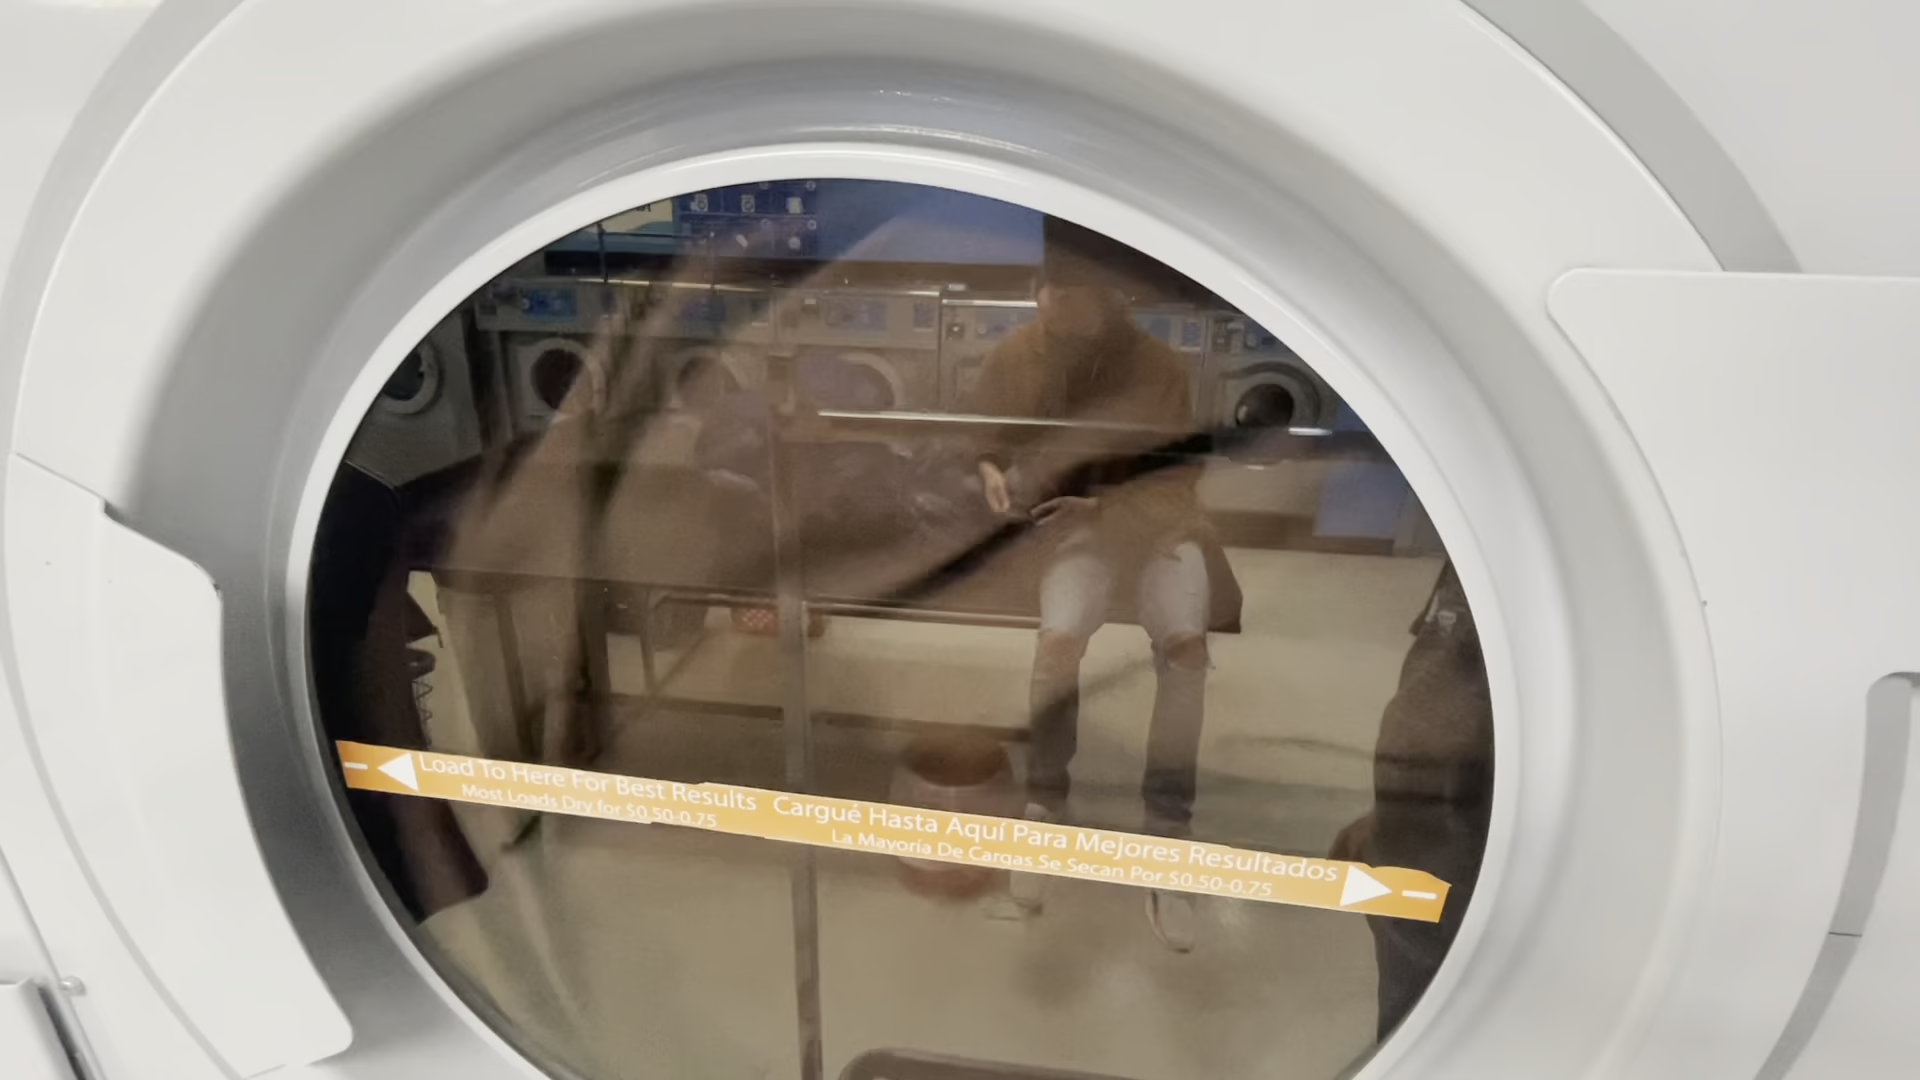 Load To Here For Best Results
Most Loads Dry for $0.50-0.75
Cargué Hasta Aquí Para Mejores Resultados
La Mayoría De Cargas Se Secan Por $0.50-0.75